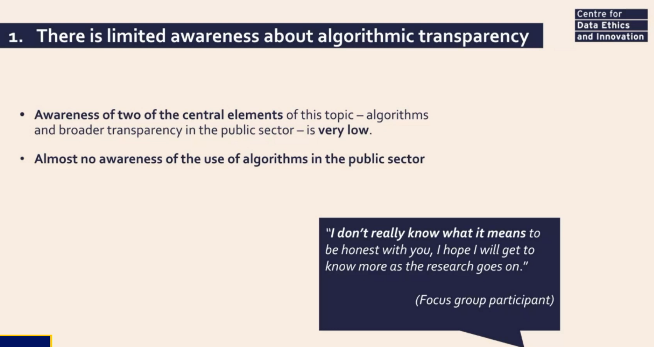 Centre for
Data Ethics
and Innovation
1. There is limited awareness about algorithmic transparency
• Awareness of two of the central elements of this topic – algorithms
and broader transparency in the public sector – is very low.
• Almost no awareness of the use of algorithms in the public sector
"I don't really know what it means to
be honest with you, I hope I will get to
know more as the research goes on."
(Focus group participant)